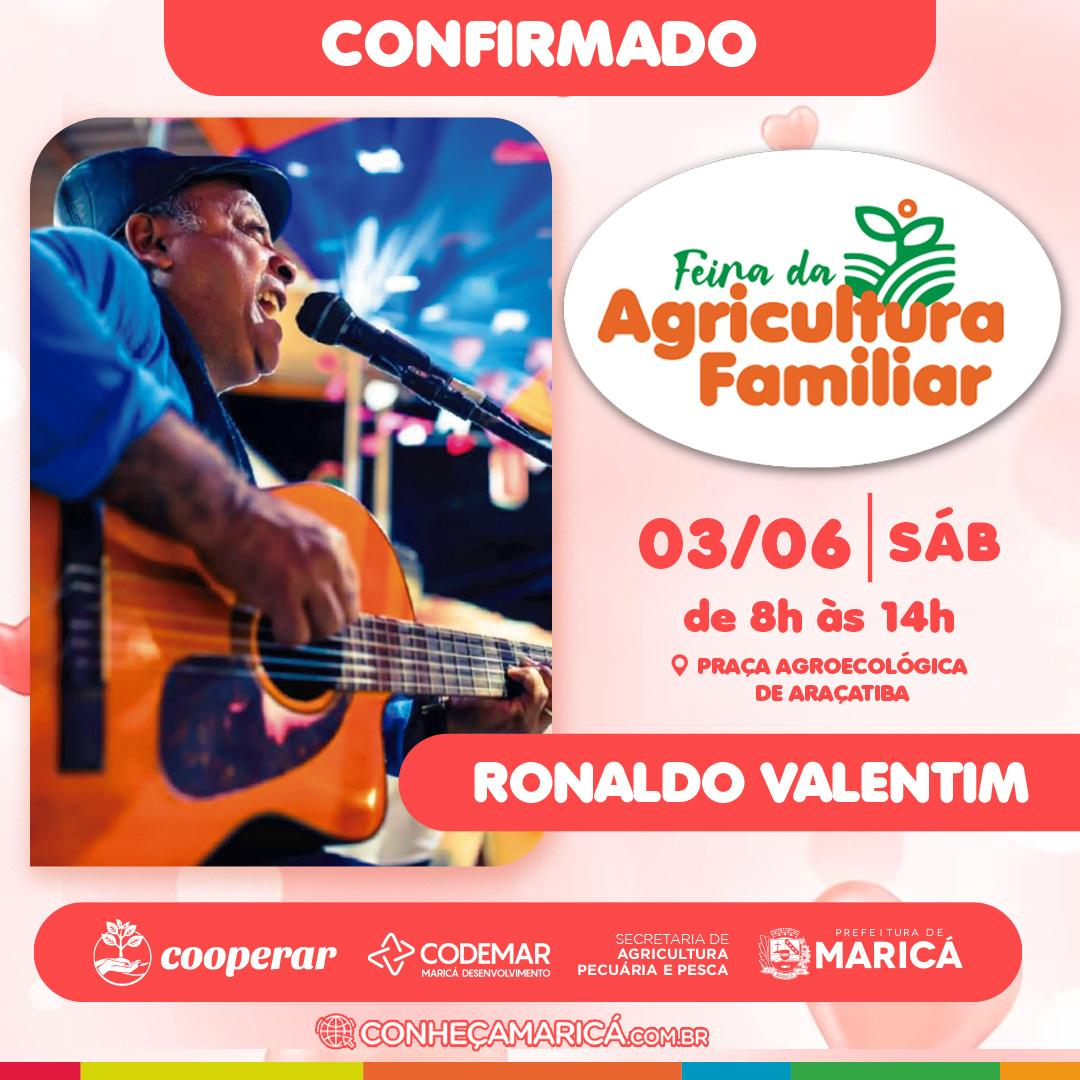 CONFIRMADO
Feira da
Agricultura
Familiar
03/06 SÁB
de 8h às 14h
PRAÇA AGROECOLÓGICA
DE ARAÇATIBA
RONALDO VALENTIM
cooperar
CODEMAR
MARICÁ DESENVOLVIMENTO
SECRETARIA DE
AGRICULTURA
PECUÁRIA E PESCA
PREFEITURA DE
MARICÁ
CONHEÇAMARICÁ.COM.BR